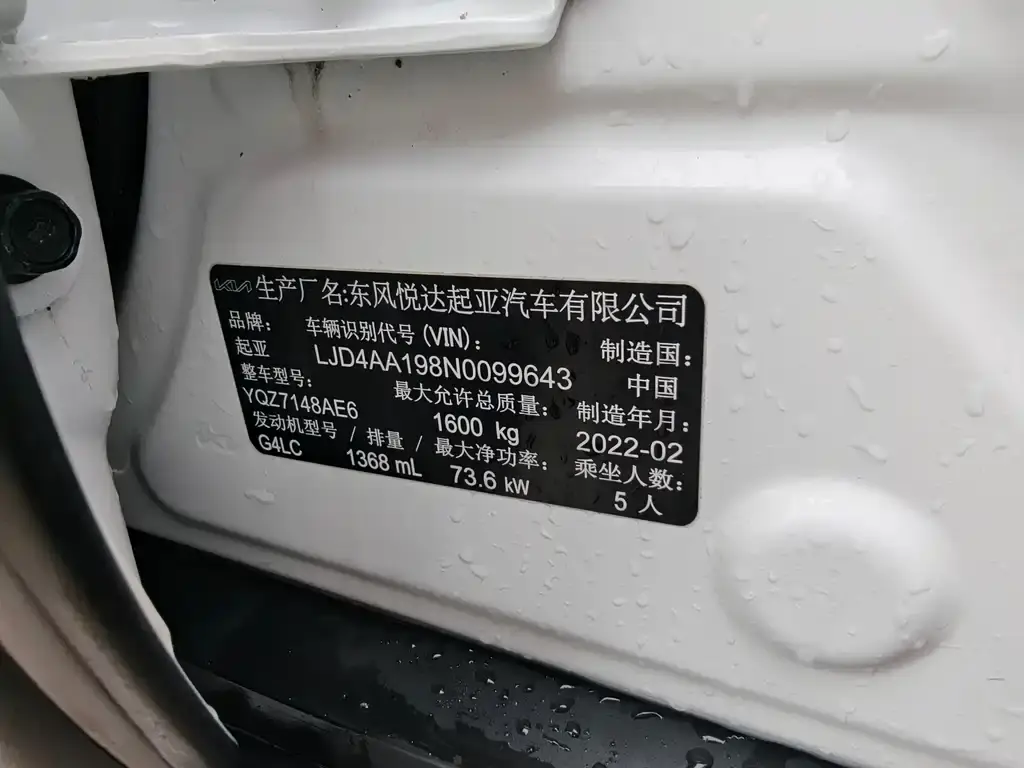 KIA 生产厂名:东风悦达起亚汽车有限公司
品牌: 车辆识别代号(VIN): 制造国:
起亚 LJD4AA198N0099643 中国
整车型号: 最大允许总质量: 制造年月:
YQZ7148AE6 1600 kg 2022-02
发动机型号 / 排量 / 最大净功率: 乘坐人数:
G4LC 1368 mL 73.6 kW 5 人